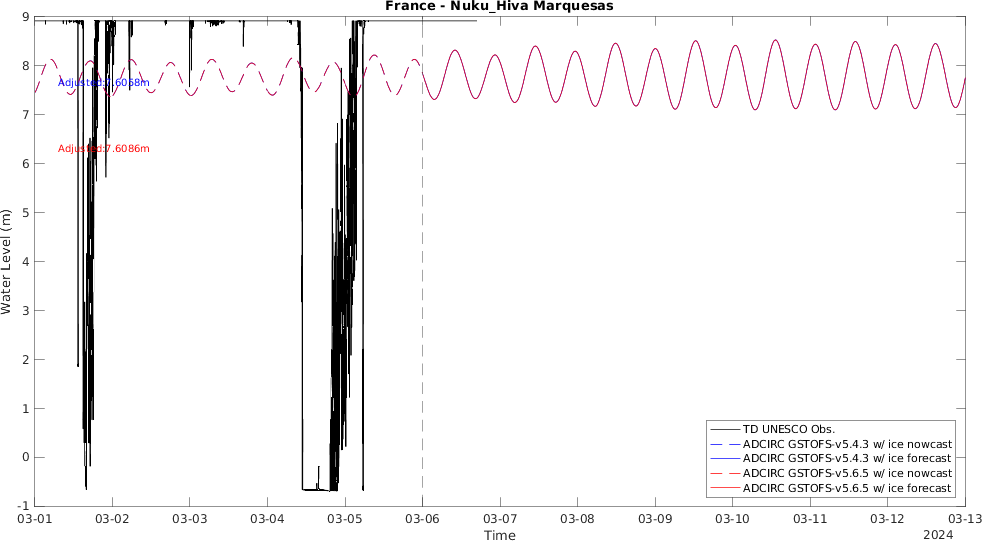 France - Nuku_Hiva Marquesas
9
8
7
6
5
4
3
2
1
0
-1
Water Level (m)
Adjusted:7.6058m
Adjusted:7.6086m
TD UNESCO Obs.
ADCIRC GSTOFS-v5.4.3 w/ ice nowcast
ADCIRC GSTOFS-v5.4.3 w/ ice forecast
ADCIRC GSTOFS-v5.6.5 w/ ice nowcast
ADCIRC GSTOFS-v5.6.5 w/ ice forecast
03-01 03-02 03-03 03-04 03-05 03-06 03-07 03-08 03-09 03-10 03-11 03-12 03-13
Time
2024